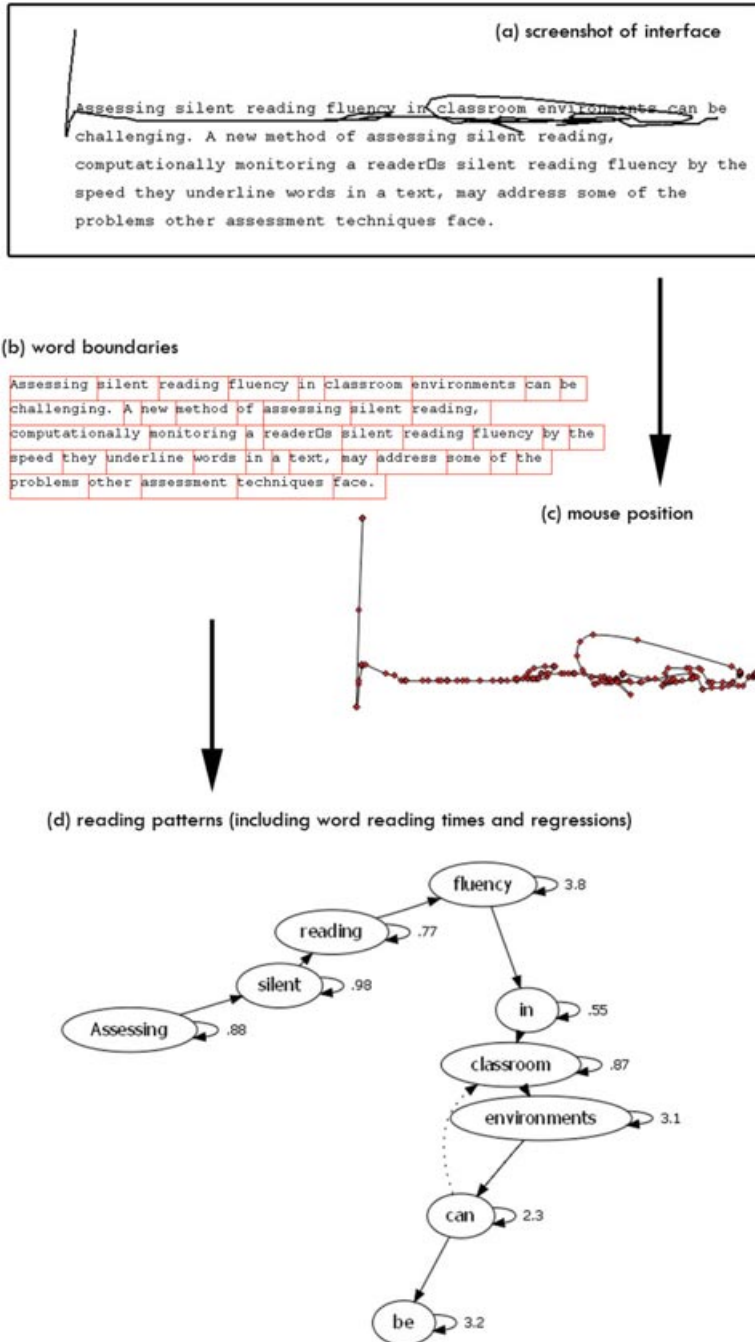 (a) screenshot of interface
Assessing silent reading fluency in classroom environments can be
challenging. A new method of assessing silent reading,
computationally monitoring a reader□s silent reading fluency by the
speed they underline words in a text, may address some of the
problems other assessment techniques face.
(b) word boundaries
Assessing silent reading fluency in classroom environments can be
challenging. A new method of assessing silent reading,
computationally monitoring a reader□s silent reading fluency by the
speed they underline words in a text, may address some of the
problems other assessment techniques face.
(c) mouse position
(d) reading patterns (including word reading times and regressions)
fluency 3.8
reading .77
silent .98
Assessing .88
in .55
classroom .87
environments 3.1
can 2.3
be 3.2